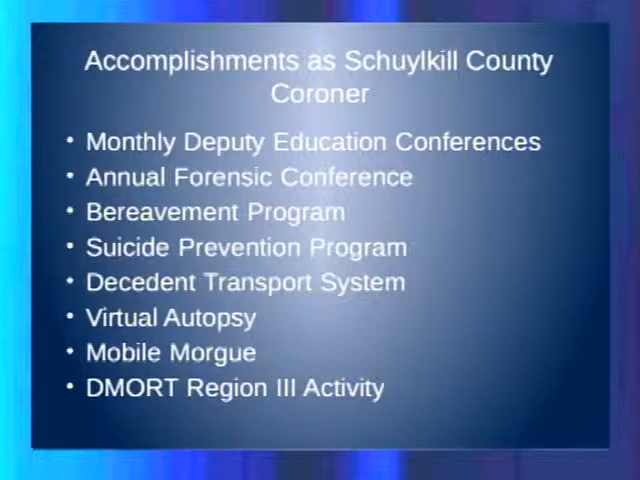 Accomplishments as Schuylkill County
Coroner
• Monthly Deputy Education Conferences
• Annual Forensic Conference
• Bereavement Program
• Suicide Prevention Program
• Decedent Transport System
• Virtual Autopsy
• Mobile Morgue
• DMORT Region III Activity